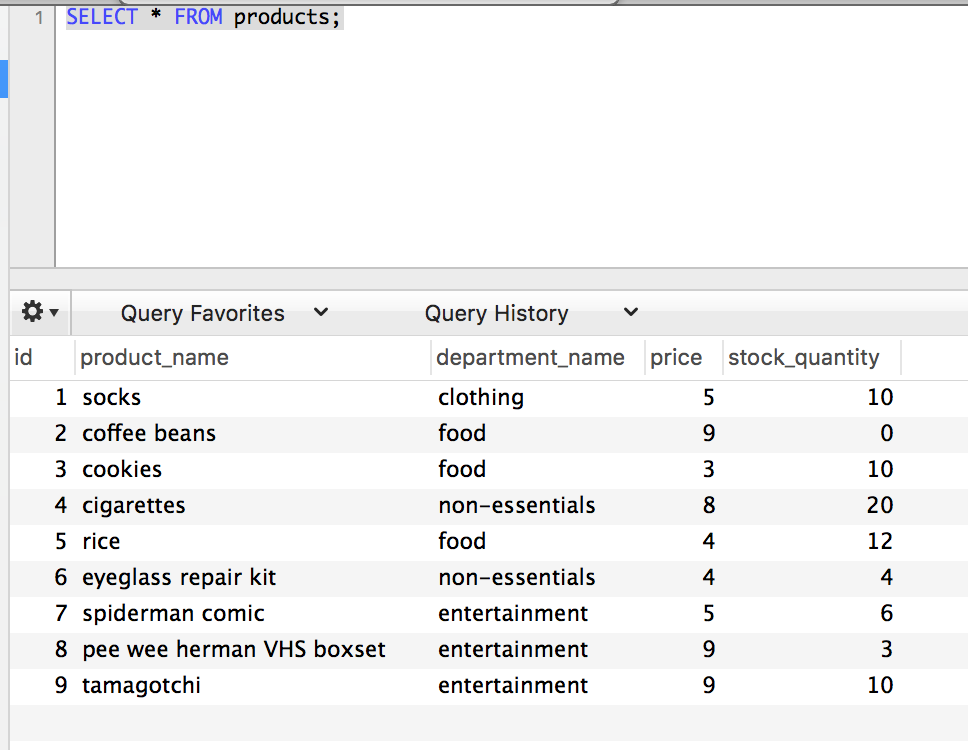 1 SELECT * FROM products;
Query Favorites Query History
id product_name department_name price stock_quantity
1 socks clothing 5 10
2 coffee beans food 9 0
3 cookies food 3 10
4 cigarettes non-essentials 8 20
5 rice food 4 12
6 eyeglass repair kit non-essentials 4 4
7 spiderman comic entertainment 5 6
8 pee wee herman VHS boxset entertainment 9 3
9 tamagotchi entertainment 9 10